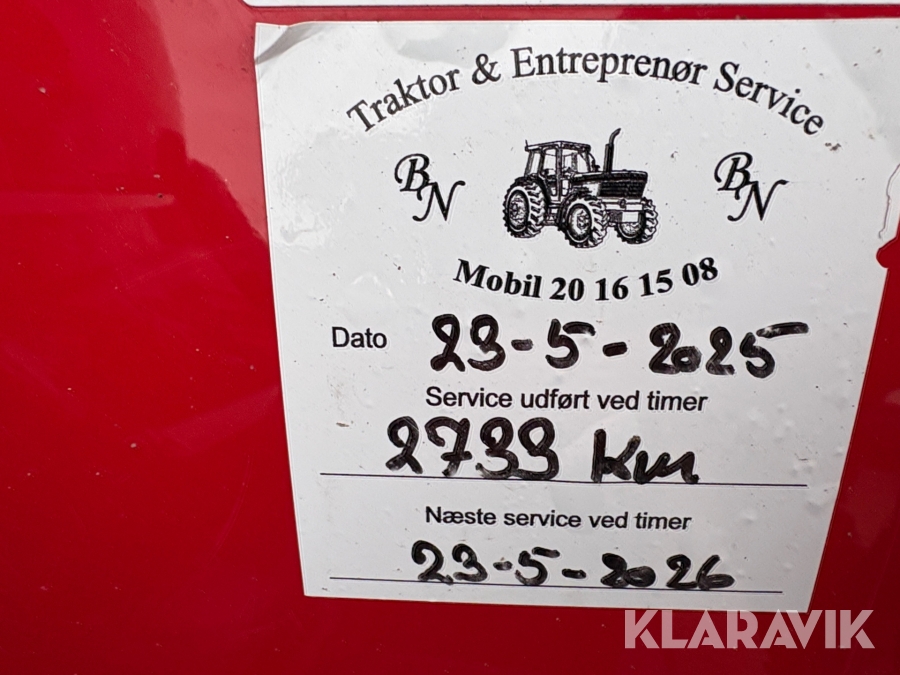 Traktor & Entreprenør Service
BN BN
Mobil 20 16 15 08
Dato 23-5-2025
Service udført ved timer
2733 Km
Næste service ved timer
23-5-2026
KLARAVIK